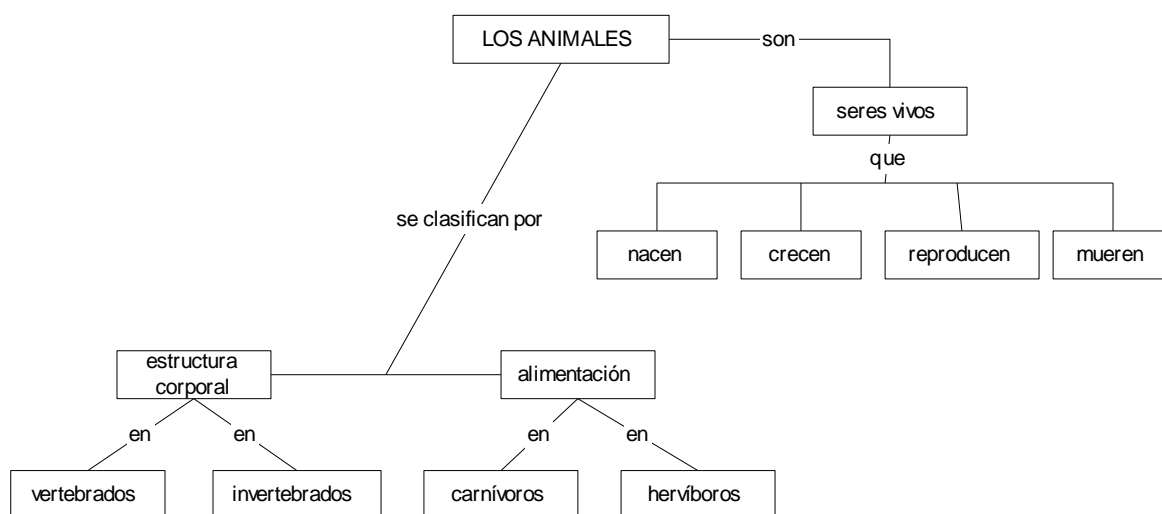 LOS ANIMALES
son
seres vivos
que
nacen
crecen
reproducen
mueren
se clasifican por
estructura
corporal
alimentación
en
en
en
en
vertebrados
invertebrados
carnívoros
hervíboros